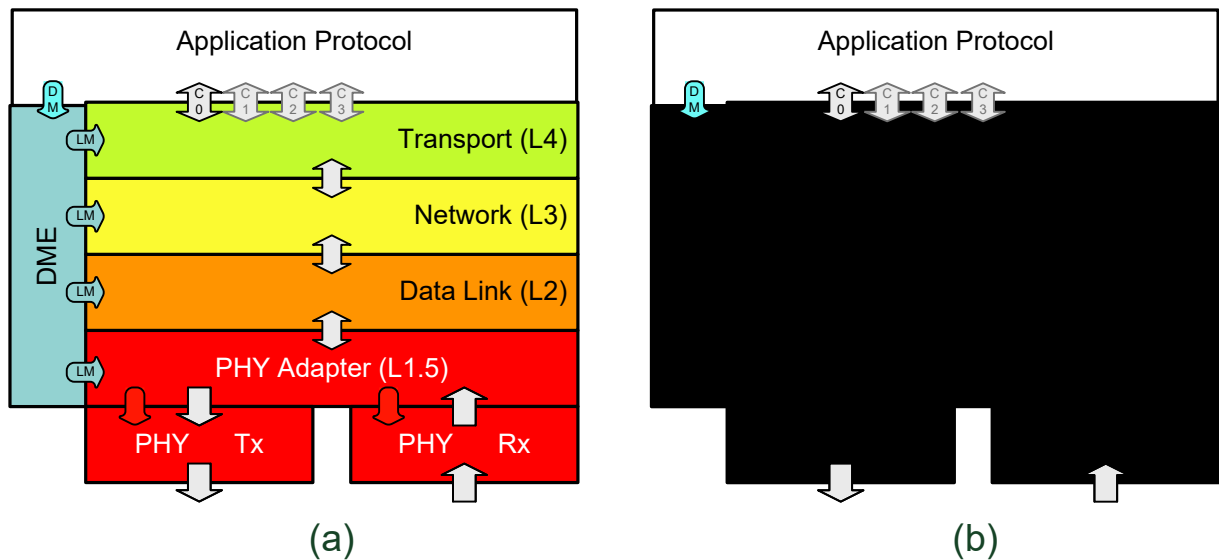 Application Protocol
DM
C0
C1
C2
C3
LM
Transport (L4)
LM
Network (L3)
DME
LM
Data Link (L2)
LM
PHY Adapter (L1.5)
PHY Tx
PHY Rx
(a)
Application Protocol
DM
C0
C1
C2
C3
(b)